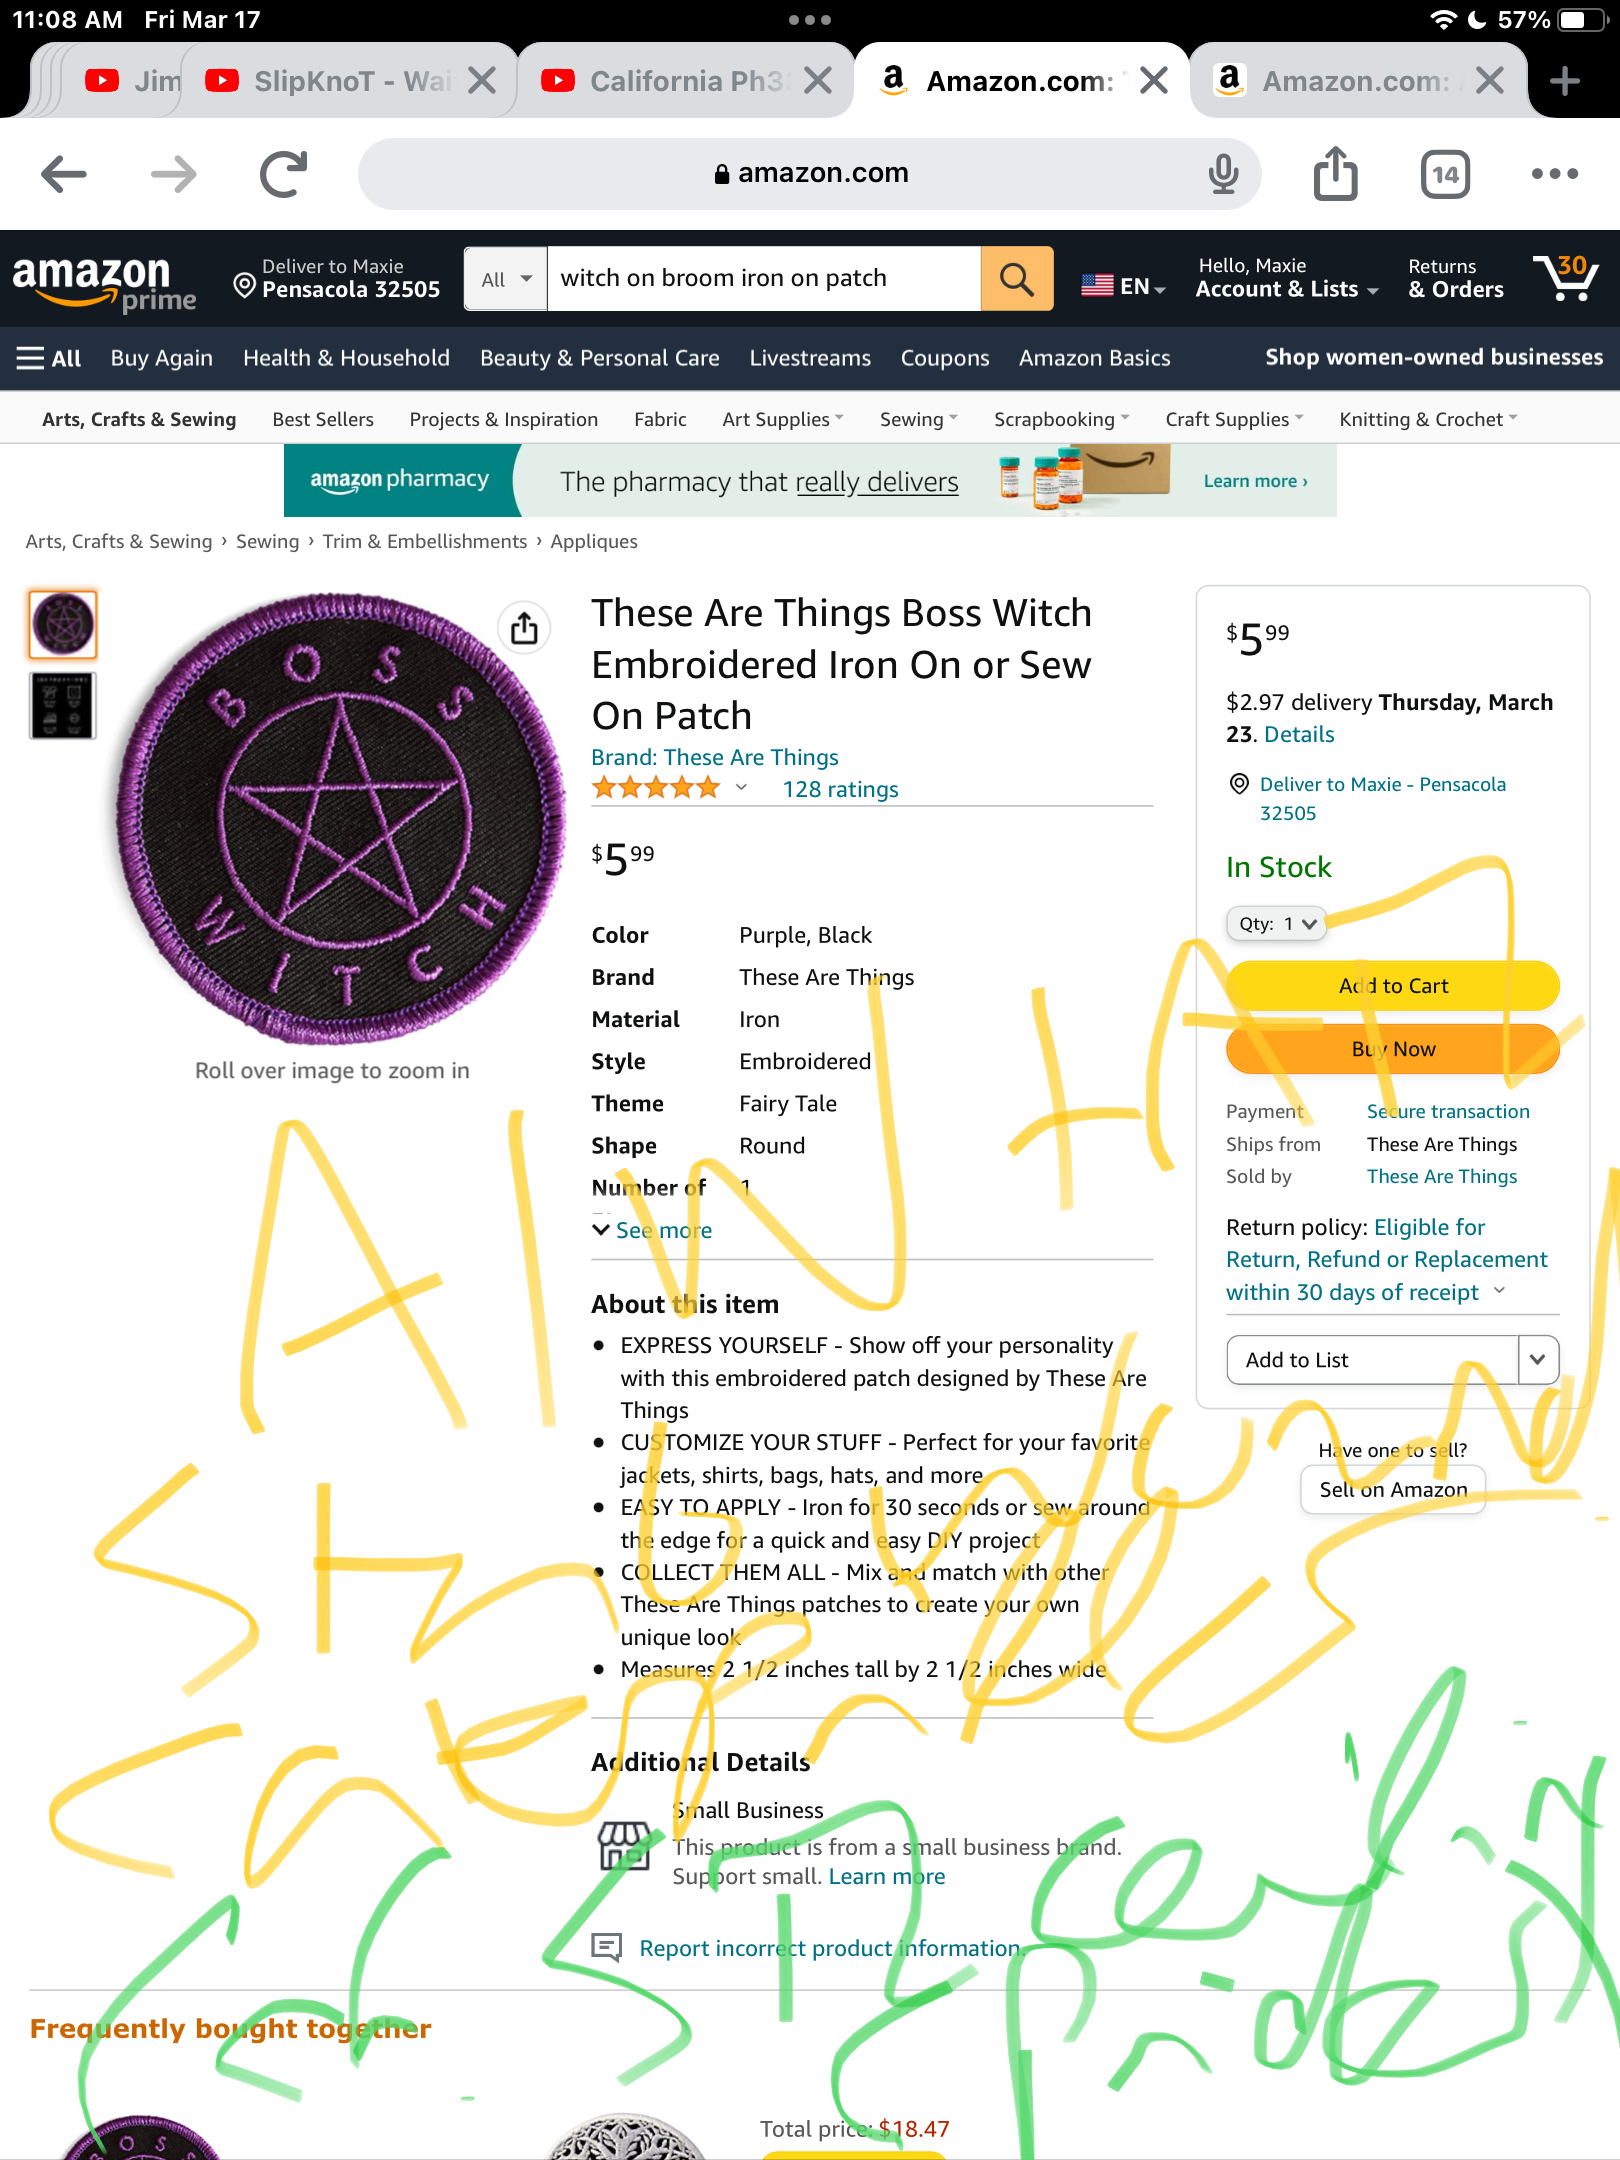 11:08 AM Fri Mar 17
57%
Jim
SlipKnoT - Wai
California Ph3
Amazon.com:
Amazon.com:
amazon.com
14
amazon prime
Deliver to Maxie
Pensacola 32505
All
witch on broom iron on patch
EN
Hello, Maxie
Account & Lists
Returns
& Orders
30
All Buy Again Health & Household Beauty & Personal Care Livestreams Coupons Amazon Basics Shop women-owned businesses
Arts, Crafts & Sewing Best Sellers Projects & Inspiration Fabric Art Supplies Sewing Scrapbooking Craft Supplies Knitting & Crochet
amazon pharmacy The pharmacy that really delivers Learn more ›
Arts, Crafts & Sewing › Sewing › Trim & Embellishments › Appliques
BOSS
WITCH
Roll over image to zoom in
These Are Things Boss Witch
Embroidered Iron On or Sew
On Patch
Brand: These Are Things
128 ratings
$5 99
Color Purple, Black
Brand These Are Things
Material Iron
Style Embroidered
Theme Fairy Tale
Shape Round
Number of 1
See more
About this item
• EXPRESS YOURSELF - Show off your personality
with this embroidered patch designed by These Are
Things
• CUSTOMIZE YOUR STUFF - Perfect for your favorite
jackets, shirts, bags, hats, and more
• EASY TO APPLY - Iron for 30 seconds or sew around
the edge for a quick and easy DIY project
• COLLECT THEM ALL - Mix and match with other
These Are Things patches to create your own
unique look
• Measures 2 1/2 inches tall by 2 1/2 inches wide
Additional Details
Small Business
This product is from a small business brand.
Support small. Learn more
Report incorrect product information.
$5 99
$2.97 delivery Thursday, March
23. Details
Deliver to Maxie - Pensacola
32505
In Stock
Qty: 1
Add to Cart
Buy Now
Payment Secure transaction
Ships from These Are Things
Sold by These Are Things
Return policy: Eligible for
Return, Refund or Replacement
within 30 days of receipt
Add to List
Have one to sell?
Sell on Amazon
Frequently bought together
BOSS
Total price: $18.47